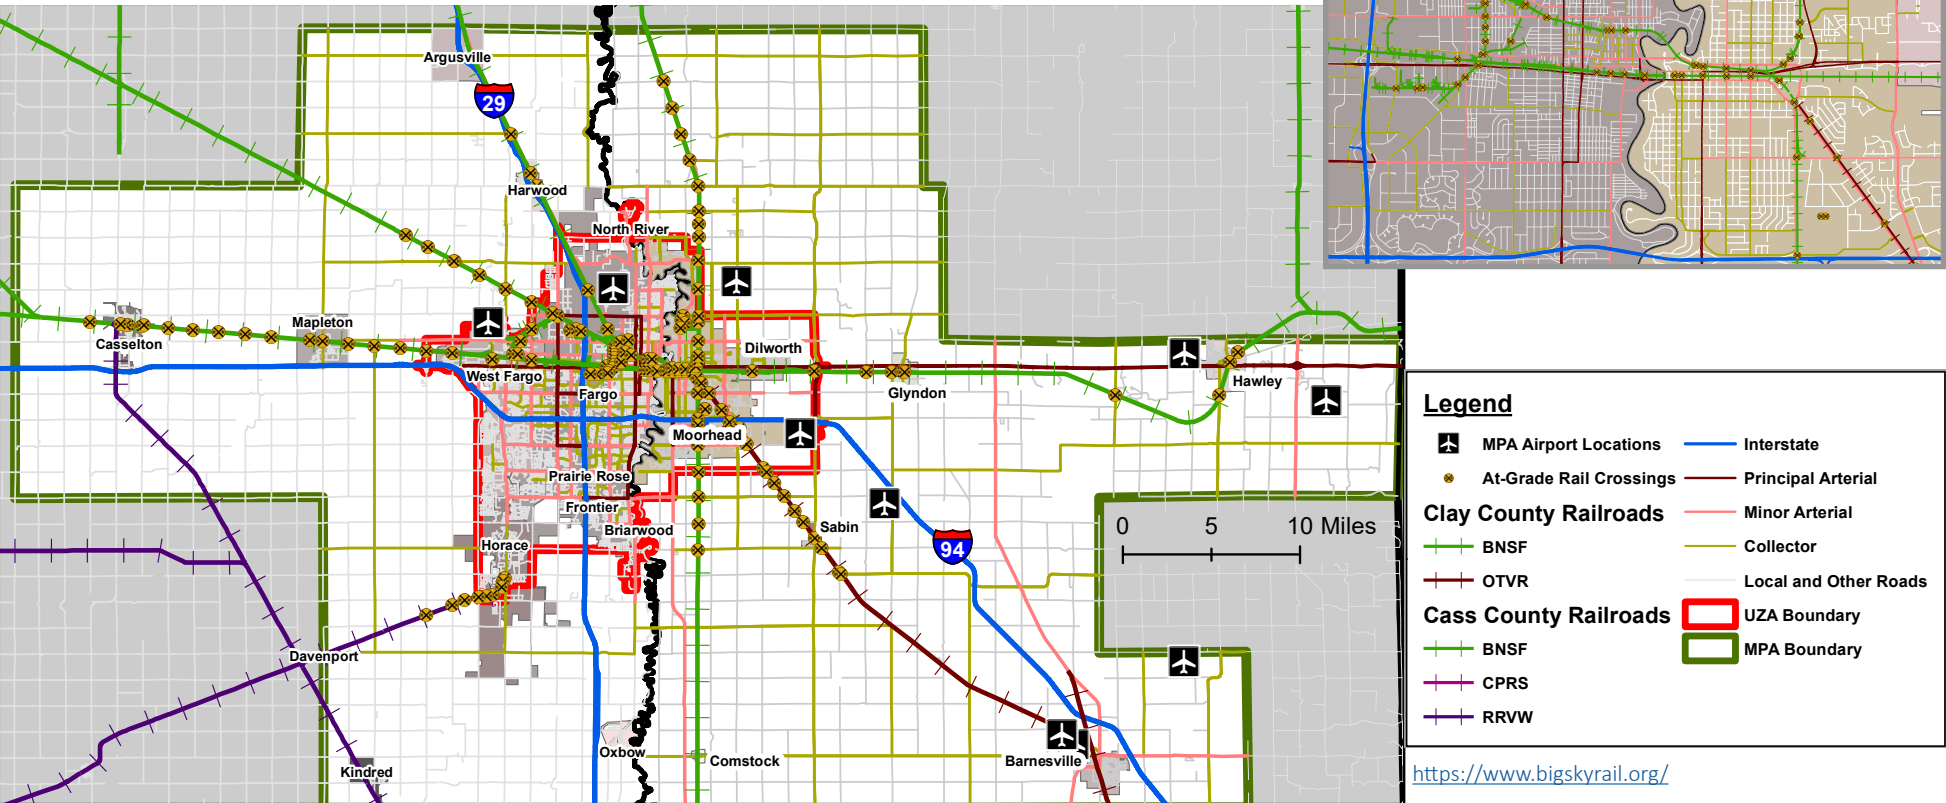 Argusville
29
Harwood
North River
Mapleton
Casselton
Dilworth
West Fargo
Fargo
Glyndon
Hawley
Moorhead
Prairie Rose
Frontier
Briarwood
Sabin
Horace
94
0 5 10 Miles
Davenport
Oxbow
Comstock
Barnesville
Kindred
Legend
MPA Airport Locations
At-Grade Rail Crossings
Clay County Railroads
BNSF
OTVR
Cass County Railroads
BNSF
CPRS
RRVW
Interstate
Principal Arterial
Minor Arterial
Collector
Local and Other Roads
UZA Boundary
MPA Boundary
https://www.bigskyrail.org/